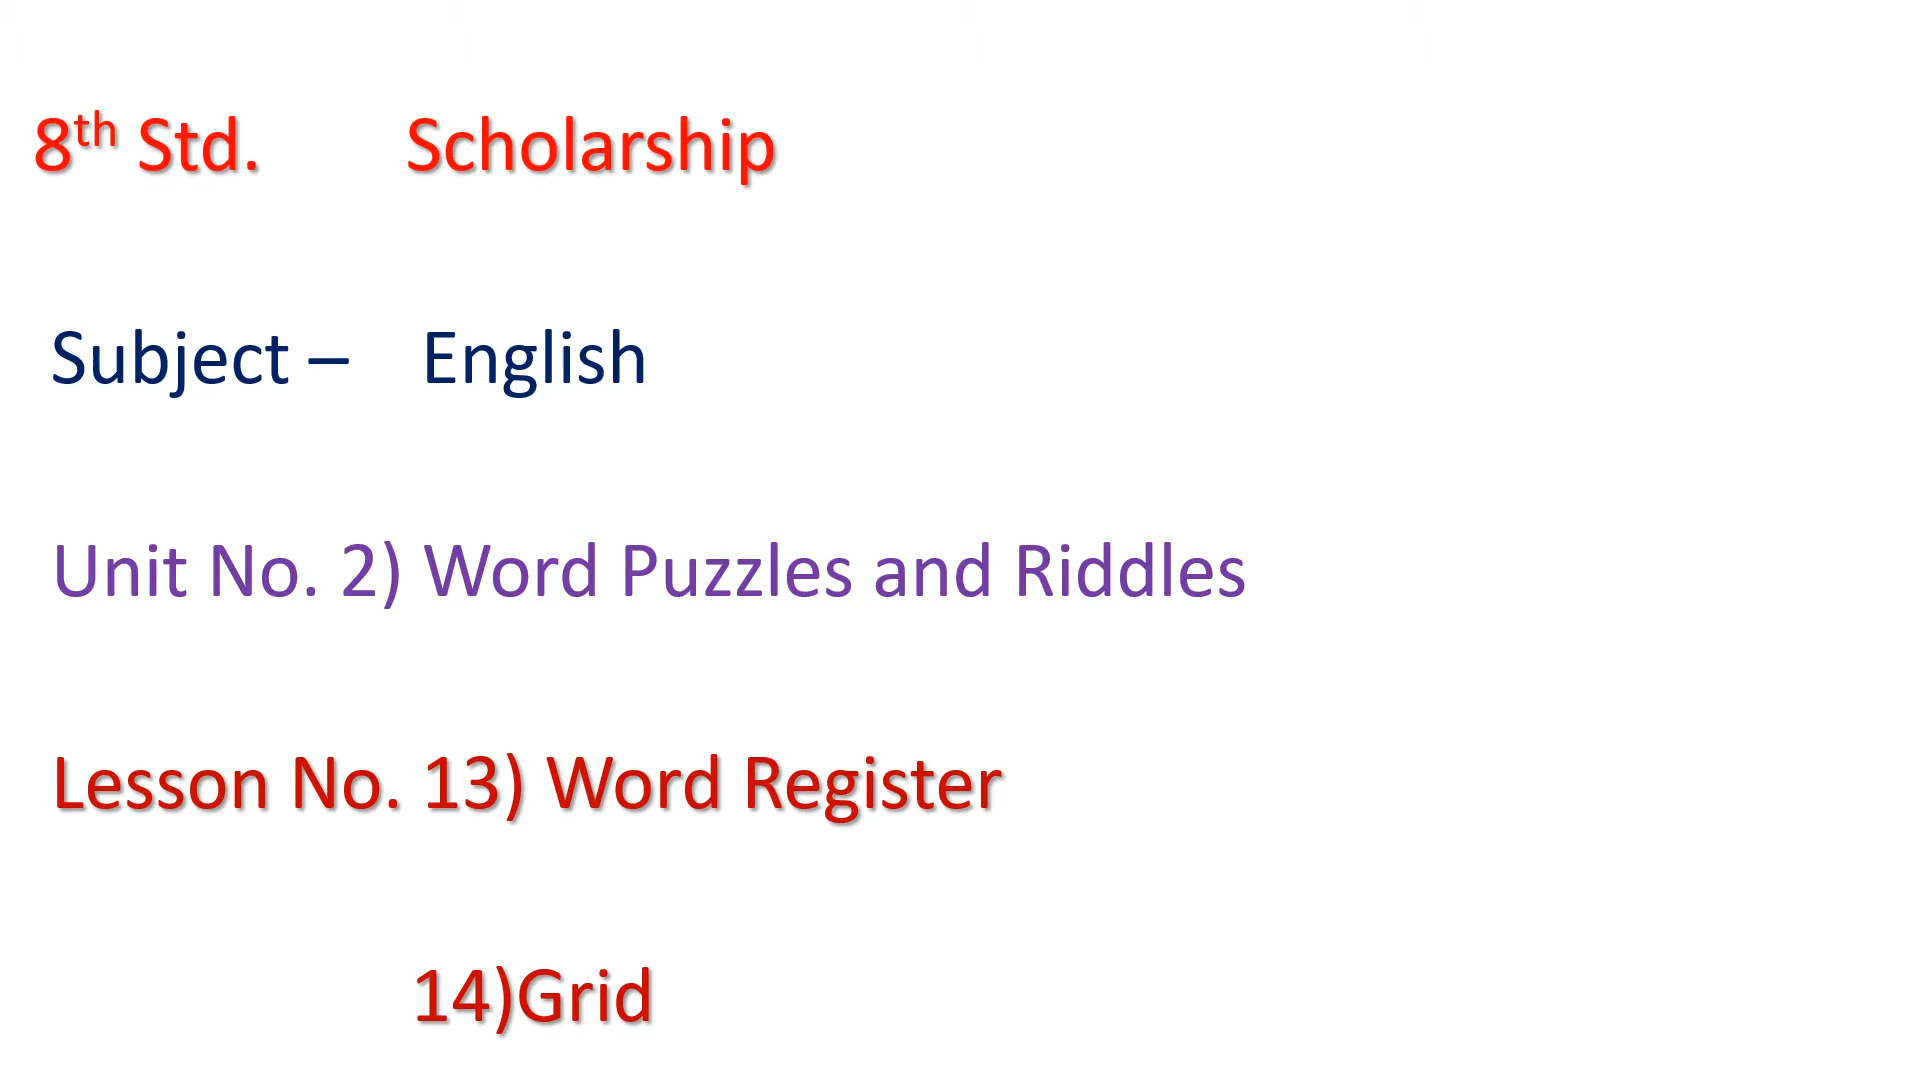 8th Std. Scholarship
Subject – English
Unit No. 2) Word Puzzles and Riddles
Lesson No. 13) Word Register
14)Grid